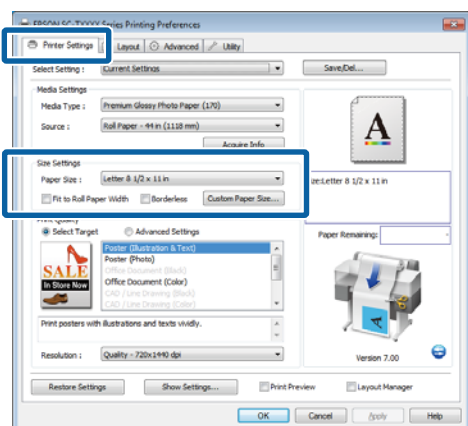 EPSON SC-TXXXX Series Printing Preferences
Printer Settings Layout Advanced Utility
Select Setting : Current Settings Save/Del...
Media Settings
Media Type : Premium Glossy Photo Paper (170)
Source : Roll Paper - 44 in (1118 mm)
Acquire Info
A
Size Settings
Paper Size : Letter 8 1/2 x 11 in
ize:Letter 8 1/2 x 11 in
Fit to Roll Paper Width Borderless Custom Paper Size...
Print Quality
Select Target Advanced Settings
Paper Remaining:
SALE
In Store Now
Poster (Illustration & Text)
Poster (Photo)
Office Document (Black)
Office Document (Color)
CAD / Line Drawing (Black)
CAD / Line Drawing (Color)
Print posters with illustrations and texts vividly.
Resolution : Quality - 720x1440 dpi
Version 7.00
Restore Settings Show Settings... Print Preview Layout Manager
OK Cancel Apply Help